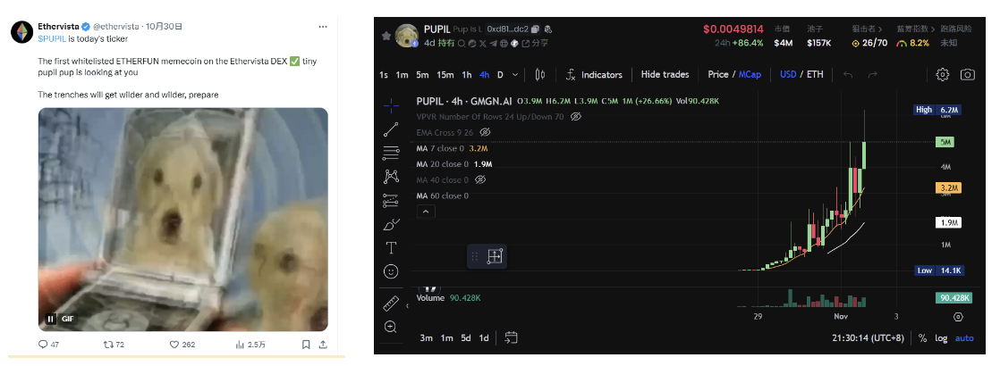 Ethervista @ethervista · 10月30日
$PUPIL is today's ticker
The first whitelisted ETHERFUN memecoin on the Ethervista DEX ✅ tiny
pupil pup is looking at you
The trenches will get wilder and wilder, prepare
GIF
47 72 262 2.5万
PUPIL Pup Is L 0xd81...dc2
4d 持有 分享
$0.0049814
24h +86.4%
市值
$4M
池子
$157K
狙击者
26/70
蓝筹指数
8.2%
跑路风险
未知
1s 1m 5m 15m 1h 4h D Indicators Hide trades Price / MCap USD / ETH
PUPIL · 4h · GMGN.AI O3.9M H6.2M L3.9M C5M 1M (+26.66%) Vol90.428K
VPVR Number Of Rows 24 Up/Down 70
EMA Cross 9 26
MA 7 close 0 3.2M
MA 20 close 0 1.9M
MA 40 close 0
MA 60 close 0
High 6.2M
5M
4M
3.2M
1.9M
1M
Low 14.1K
Volume 90.428K
90.428K
29 Nov 3
3m 1m 5d 1d
21:30:14 (UTC+8) % log auto